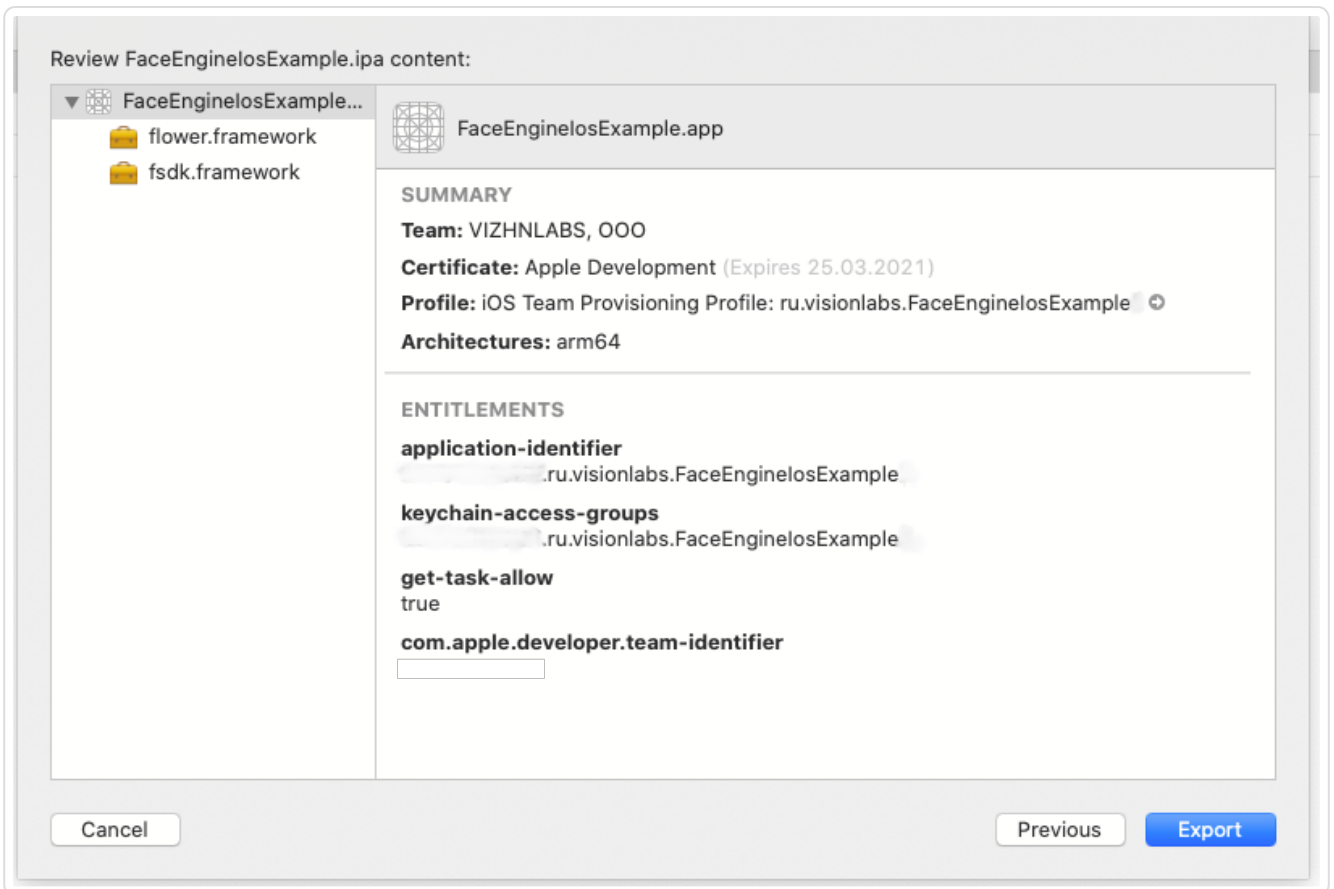 Review FaceEngineIosExample.ipa content:
FaceEngineIosExample...
flower.framework
fsdk.framework
FaceEngineIosExample.app
SUMMARY
Team: VIZHNLABS, OOO
Certificate: Apple Development (Expires 25.03.2021)
Profile: iOS Team Provisioning Profile: ru.visionlabs.FaceEngineIosExample
Architectures: arm64
ENTITLEMENTS
application-identifier
.ru.visionlabs.FaceEngineIosExample
keychain-access-groups
.ru.visionlabs.FaceEngineIosExample
get-task-allow
true
com.apple.developer.team-identifier
Cancel
Previous
Export